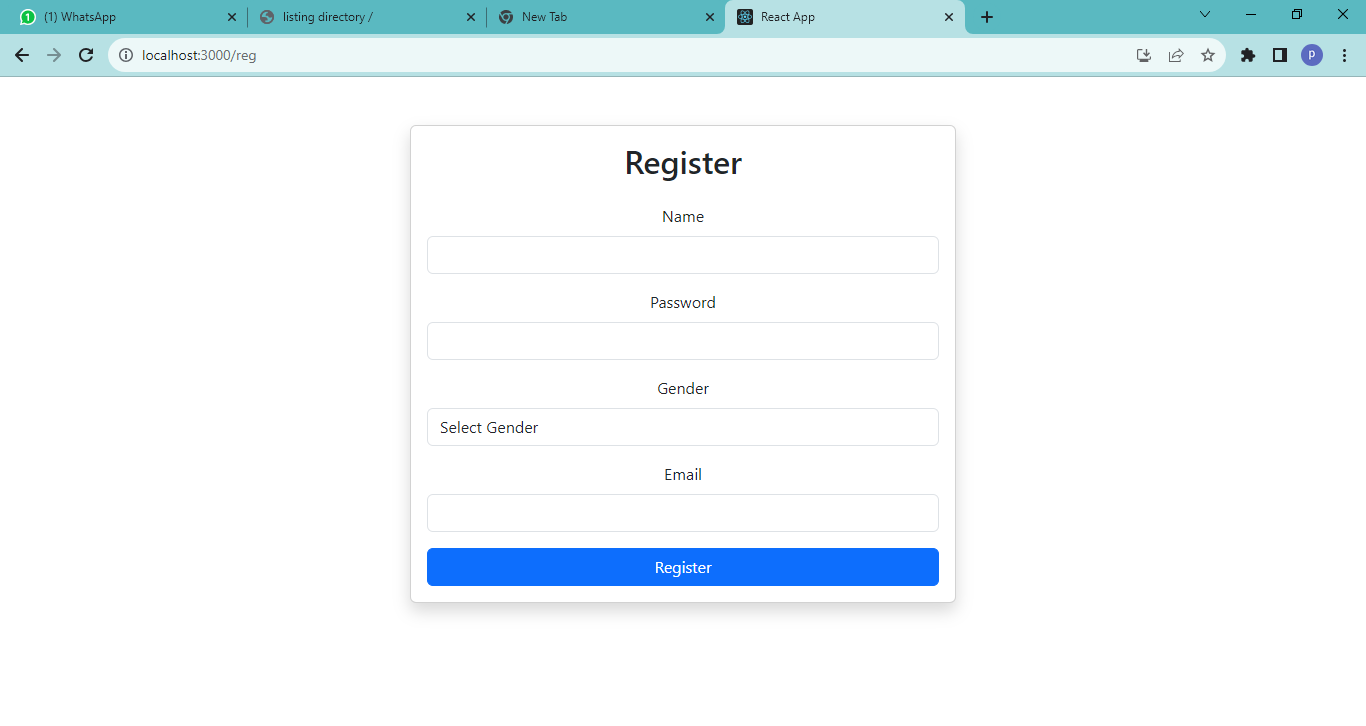 (1) WhatsApp
listing directory /
New Tab
React App
localhost:3000/reg
P
Register
Name
Password
Gender
Select Gender
Email
Register